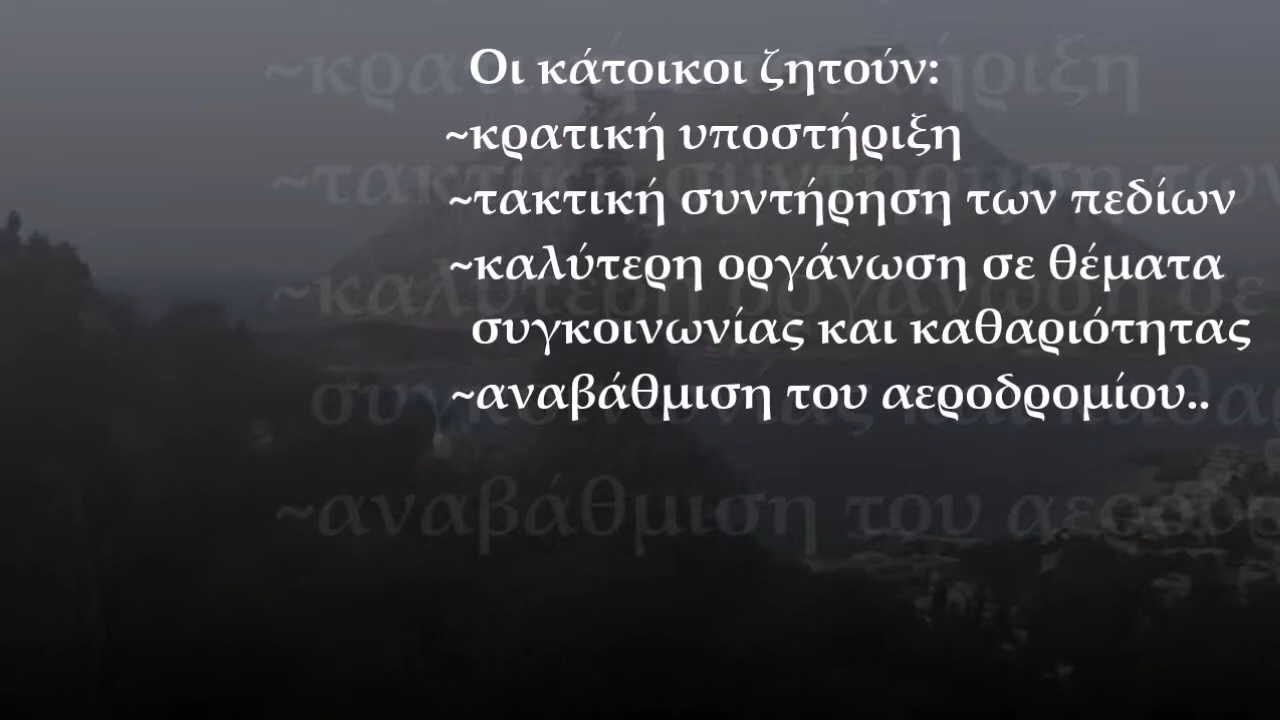 Οι κάτοικοι ζητούν:
~κρατική υποστήριξη
~τακτική συντήρηση των πεδίων
~καλύτερη οργάνωση σε θέματα
συγκοινωνίας και καθαριότητας
~αναβάθμιση του αεροδρομίου..